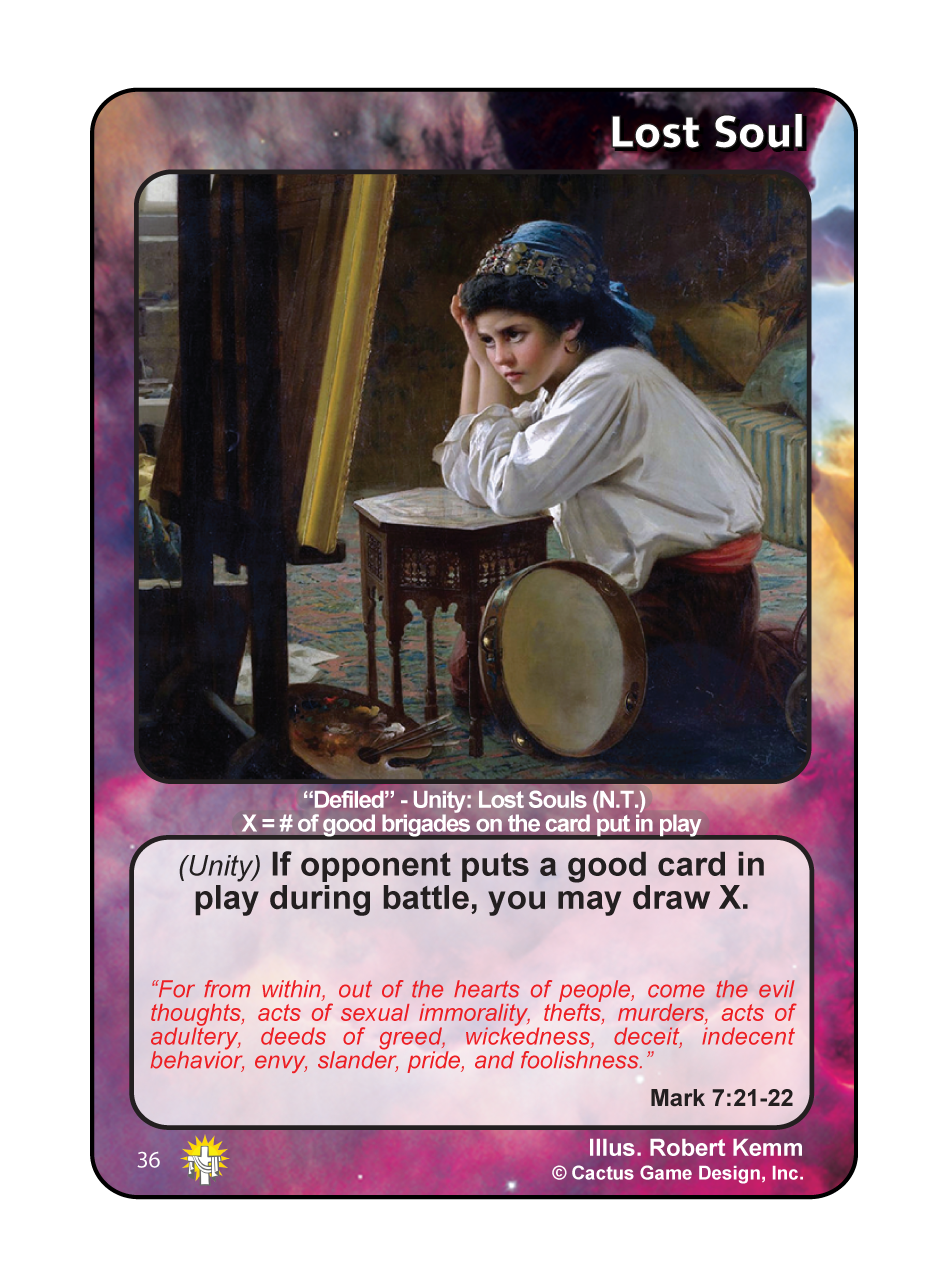 Lost Soul
“Defiled” - Unity: Lost Souls (N.T.)
X = # of good brigades on the card put in play
(Unity) If opponent puts a good card in
play during battle, you may draw X.
“For from within, out of the hearts of people, come the evil
thoughts, acts of sexual immorality, thefts, murders, acts of
adultery, deeds of greed, wickedness, deceit, indecent
behavior, envy, slander, pride, and foolishness.”
Mark 7:21-22
36
Illus. Robert Kemm
© Cactus Game Design, Inc.